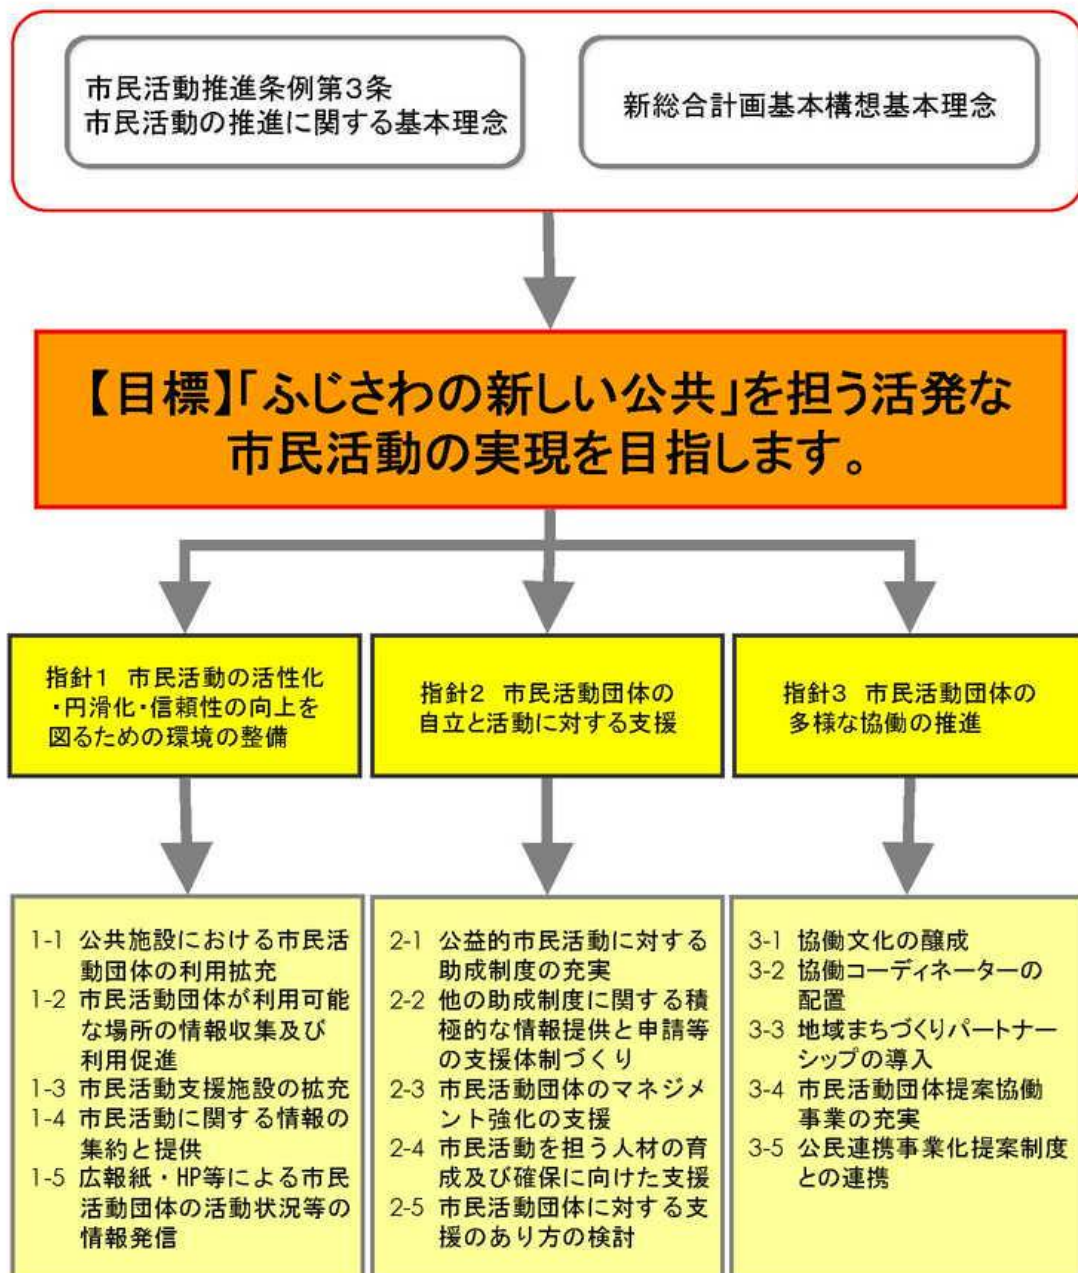 市民活動推進条例第3条
市民活動の推進に関する基本理念
新総合計画基本構想基本理念
【目標】「ふじさわの新しい公共」を担う活発な
市民活動の実現を目指します。
指針1 市民活動の活性化
・円滑化・信頼性の向上を
図るための環境の整備
指針2 市民活動団体の
自立と活動に対する支援
指針3 市民活動団体の
多様な協働の推進
1-1 公共施設における市民活
動団体の利用拡充
1-2 市民活動団体が利用可能
な場所の情報収集及び
利用促進
1-3 市民活動支援施設の拡充
1-4 市民活動に関する情報の
集約と提供
1-5 広報紙・HP等による市民
活動団体の活動状況等の
情報発信
2-1 公益的市民活動に対する
助成制度の充実
2-2 他の助成制度に関する積
極的な情報提供と申請等
の支援体制づくり
2-3 市民活動団体のマネジメ
ント強化の支援
2-4 市民活動を担う人材の育
成及び確保に向けた支援
2-5 市民活動団体に対する支
援のあり方の検討
3-1 協働文化の醸成
3-2 協働コーディネーターの
配置
3-3 地域まちづくりパートナー
シップの導入
3-4 市民活動団体提案協働
事業の充実
3-5 公民連携事業化提案制度
との連携